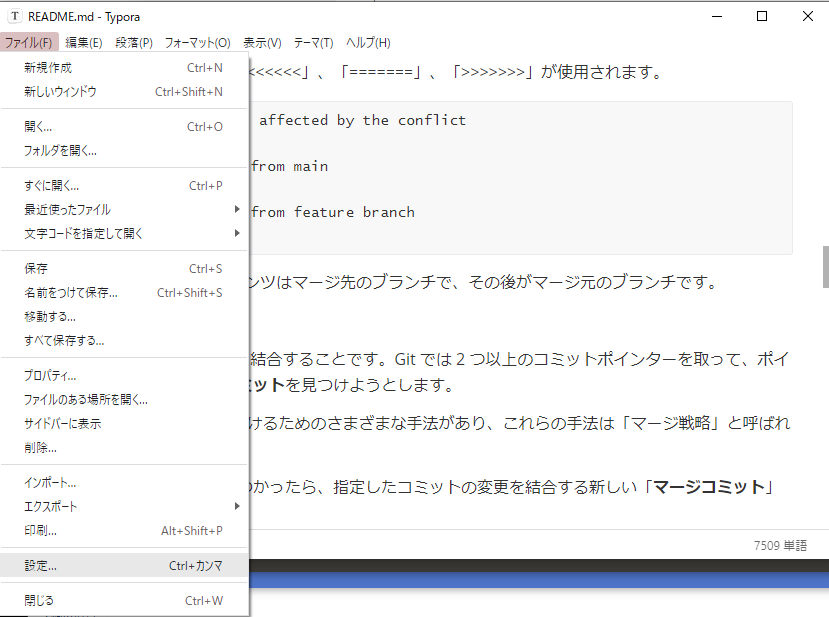 README.md - Typora
ファイル(F) 編集(E) 段落(P) フォーマット(O) 表示(V) テーマ(T) ヘルプ(H)
新規作成 Ctrl+N
新しいウィンドウ Ctrl+Shift+N
開く... Ctrl+O
フォルダを開く...
すぐに開く... Ctrl+P
最近使ったファイル
文字コードを指定して開く
保存 Ctrl+S
名前をつけて保存... Ctrl+Shift+S
移動する...
すべて保存する...
プロパティ...
ファイルのある場所を開く...
サイドバーに表示
削除...
インポート...
エクスポート
印刷... Alt+Shift+P
設定... Ctrl+カンマ
閉じる Ctrl+W
<<<<<<」、「=======」、「>>>>>>>」が使用されます。
affected by the conflict
from main
from feature branch
ンツはマージ先のブランチで、その後がマージ元のブランチです。
結合することです。Git では 2 つ以上のコミットポインターを取って、ポイ
ミットを見つけようとします。
けるためのさまざまな手法があり、これらの手法は「マージ戦略」と呼ばれ
つかったら、指定したコミットの変更を結合する新しい「マージコミット」
7509 単語